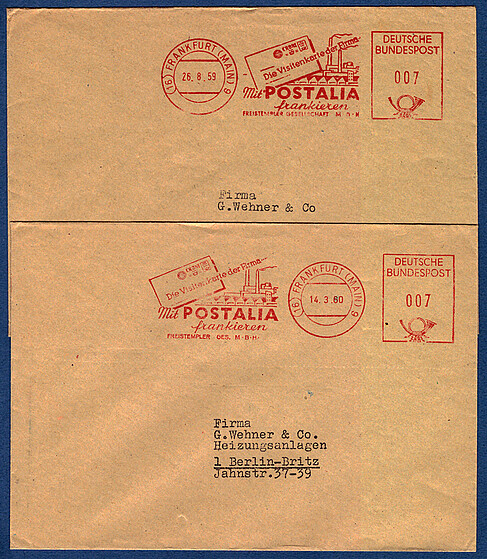 (16) FRANKFURT (MAIN) 9
26.8.59
Die Visitenkarte der Firma
Mit POSTALIA
frankieren
FREISTEMPLER GESELLSCHAFT M·B·H
DEUTSCHE
BUNDESPOST
007
Firma
G.Wehner & Co
Die Visitenkarte der Firma
Mit POSTALIA
frankieren
FREISTEMPLER GES. M·B·H·
(16) FRANKFURT (MAIN) 9
14.3.60
DEUTSCHE
BUNDESPOST
007
Firma
G.Wehner & Co.
Heizungsanlagen
1 Berlin-Britz
Jahnstr.37-39